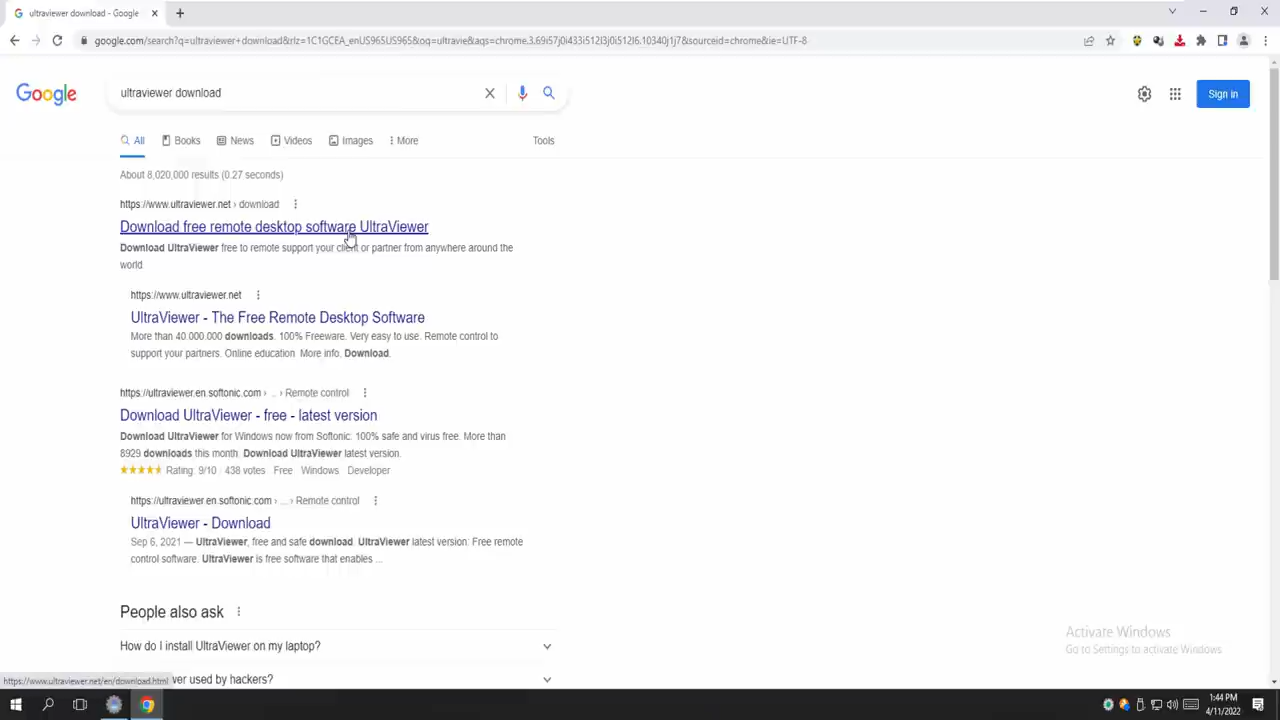 ultraviewer download - Google
google.com/search?q=ultraviewer+download&rlz=1C1GCEA_enUS965US965&oq=ultravie&aqs=chrome.3.69i57j0i433i512l3j0i512l6.10340j1j7&sourceid=chrome&ie=UTF-8
Google
ultraviewer download
Sign in
All
Books
News
Videos
Images
More
Tools
About 8,020,000 results (0.27 seconds)
https://www.ultraviewer.net › download
Download free remote desktop software UltraViewer
Download UltraViewer free to remote support your client or partner from anywhere around the
world.
https://www.ultraviewer.net
UltraViewer - The Free Remote Desktop Software
More than 40.000.000 downloads. 100% Freeware. Very easy to use. Remote control to
support your partners. Online education. More info. Download.
https://ultraviewer.en.softonic.com › ... › Remote control
Download UltraViewer - free - latest version
Download UltraViewer for Windows now from Softonic: 100% safe and virus free. More than
8929 downloads this month. Download UltraViewer latest version.
Rating 9/10 438 votes Free Windows Developer
https://ultraviewer.en.softonic.com › ... › Remote control
UltraViewer - Download
Sep 6, 2021 — UltraViewer, free and safe download. UltraViewer latest version: Free remote
control software. UltraViewer is free software that enables ...
People also ask
How do I install UltraViewer on my laptop?
wer used by hackers?
https://www.ultraviewer.net/en/download.html
Activate Windows
Go to Settings to activate Windows.
1:44 PM
4/11/2022